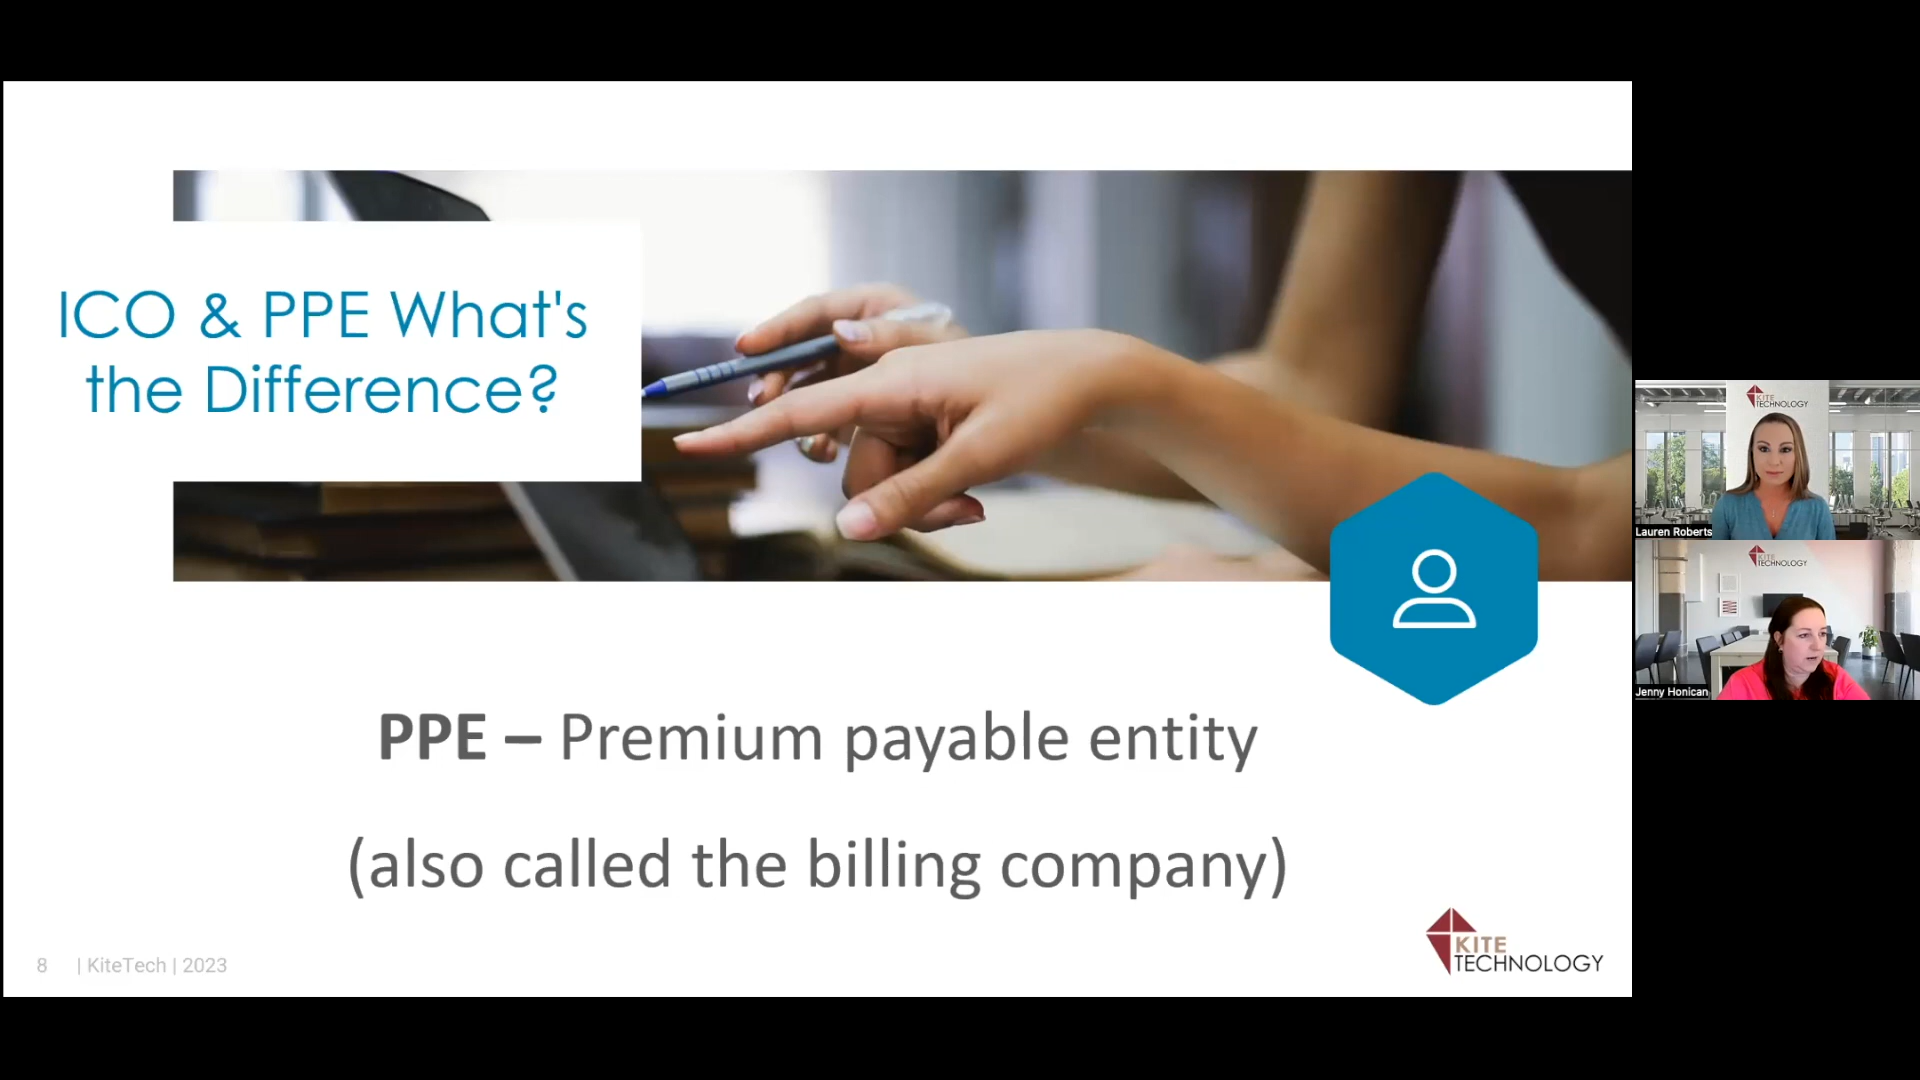 ICO & PPE What's
the Difference?
PPE – Premium payable entity
(also called the billing company)
8 | KiteTech | 2023
KITE
TECHNOLOGY
KITE
TECHNOLOGY
Lauren Roberts
KITE
TECHNOLOGY
Jenny Honican